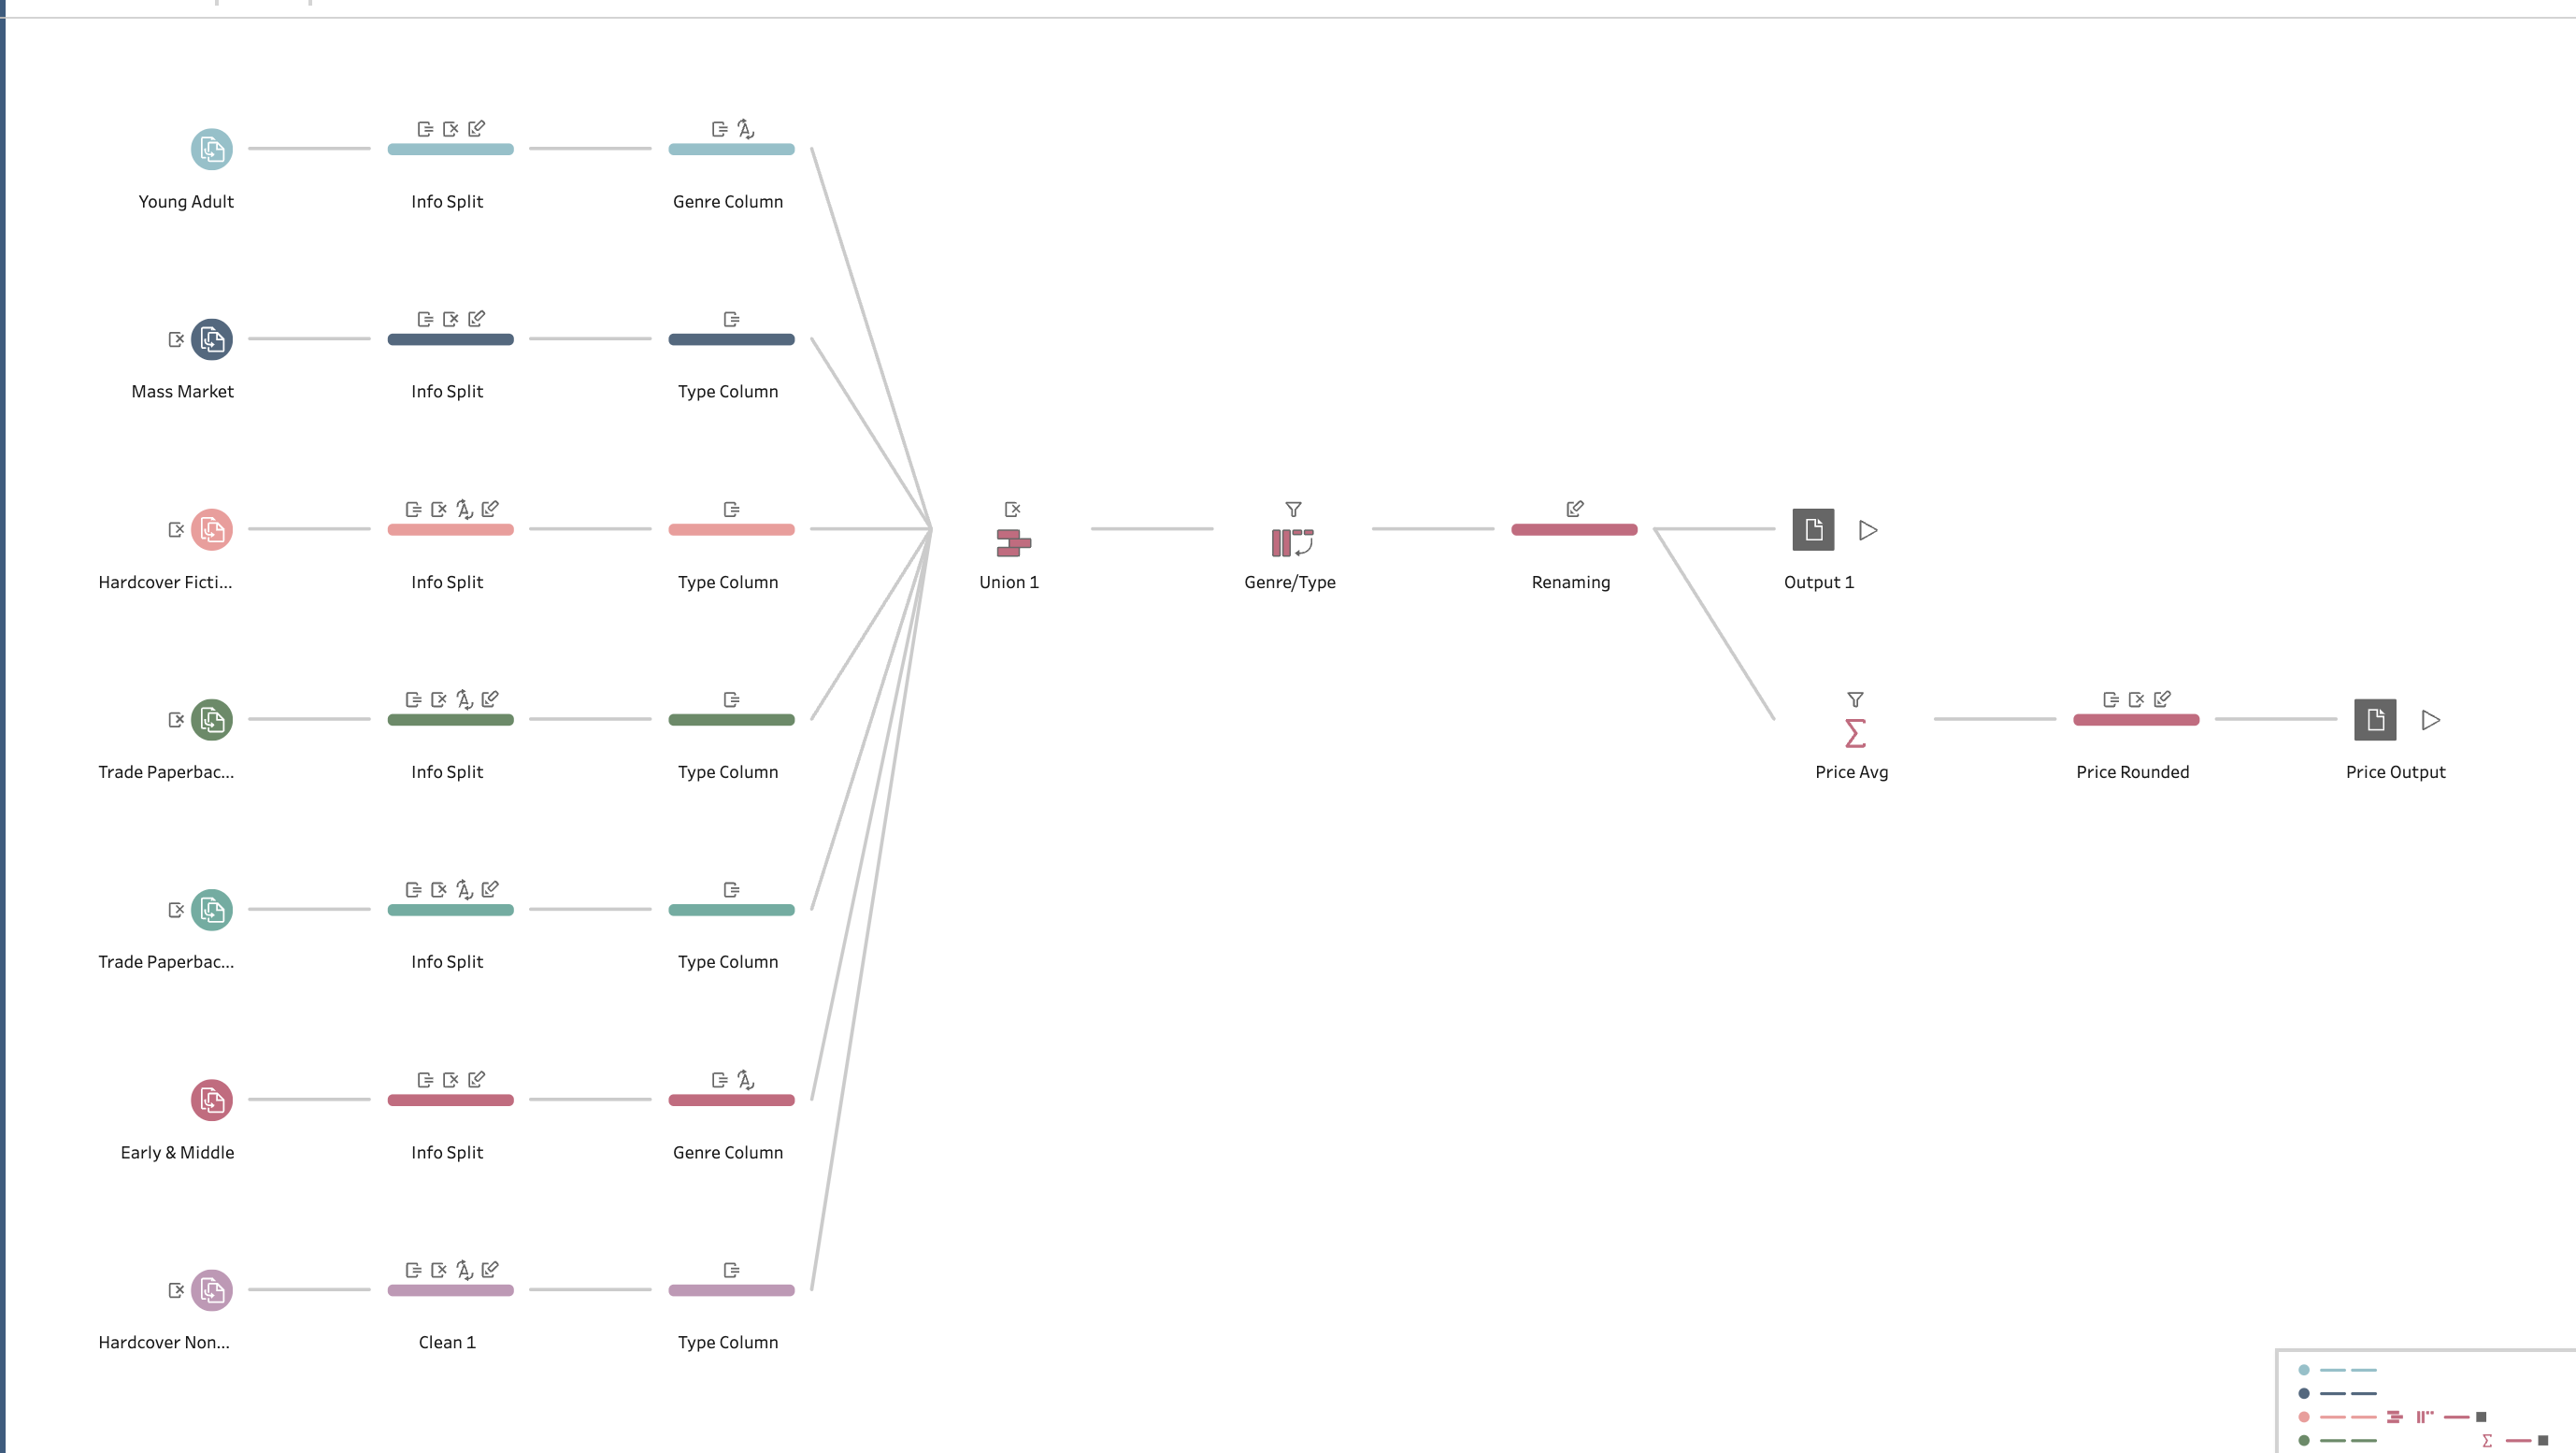 Young Adult
Info Split
Genre Column
Mass Market
Info Split
Type Column
Hardcover Ficti...
Info Split
Type Column
Union 1
Genre/Type
Renaming
Output 1
Trade Paperbac...
Info Split
Type Column
Price Avg
Price Rounded
Price Output
Trade Paperbac...
Info Split
Type Column
Early & Middle
Info Split
Genre Column
Hardcover Non...
Clean 1
Type Column